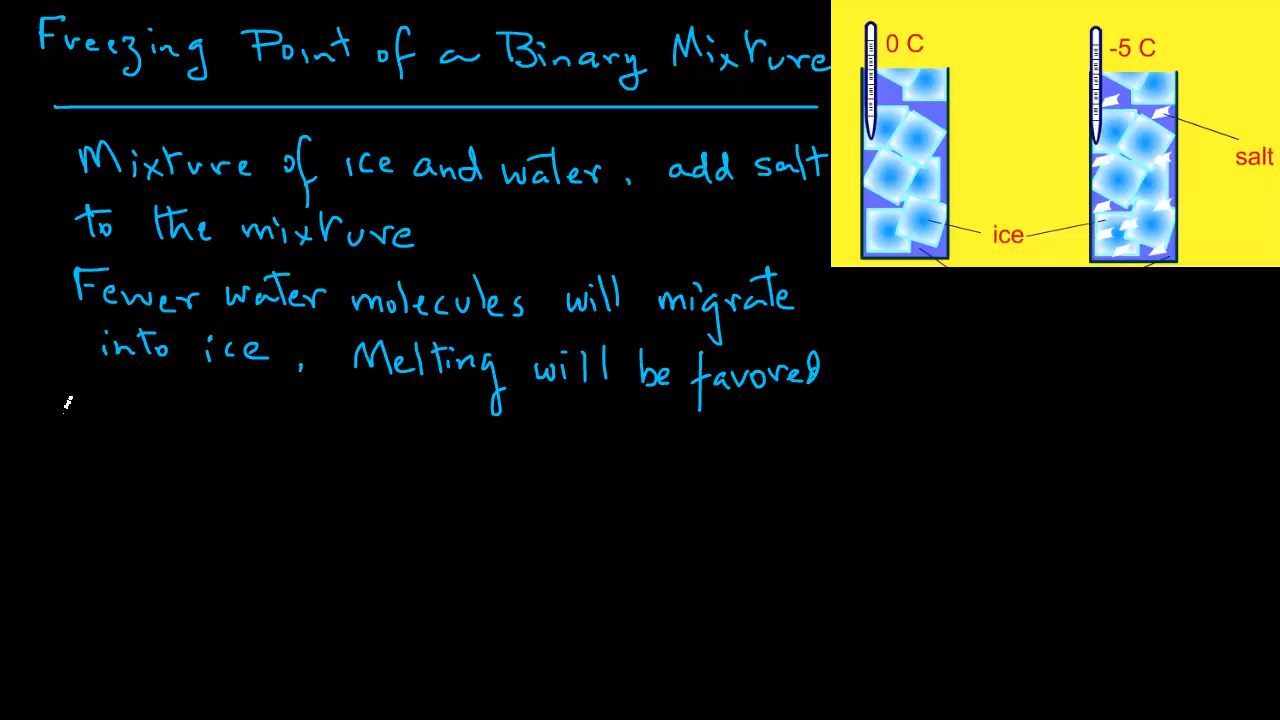 Freezing Point of a Binary Mixture
Mixture of ice and water, add salt
to the mixture
Fewer water molecules will migrate
into ice, Melting will be favored
0 C
-5 C
salt
ice